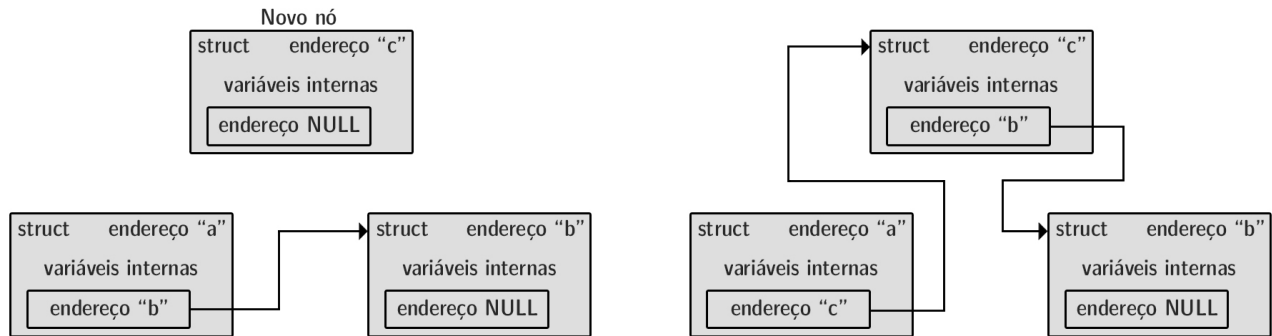 Novo nó
struct endereço “c”
variáveis internas
endereço NULL
struct endereço “a”
variáveis internas
endereço “b”
struct endereço “b”
variáveis internas
endereço NULL
struct endereço “c”
variáveis internas
endereço “b”
struct endereço “a”
variáveis internas
endereço “c”
struct endereço “b”
variáveis internas
endereço NULL